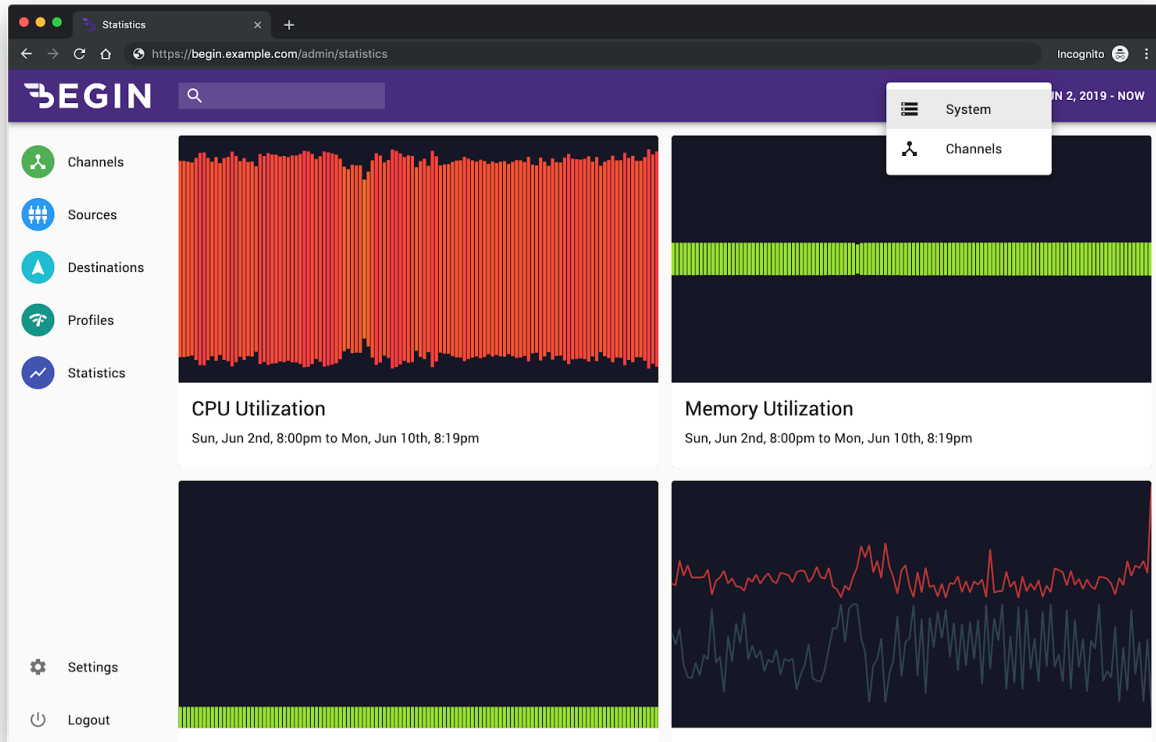 Statistics
https://begin.example.com/admin/statistics
Incognito
BEGIN
System
Channels
N 2, 2019 - NOW
Channels
Sources
Destinations
Profiles
Statistics
CPU Utilization
Sun, Jun 2nd, 8:00pm to Mon, Jun 10th, 8:19pm
Memory Utilization
Sun, Jun 2nd, 8:00pm to Mon, Jun 10th, 8:19pm
Settings
Logout